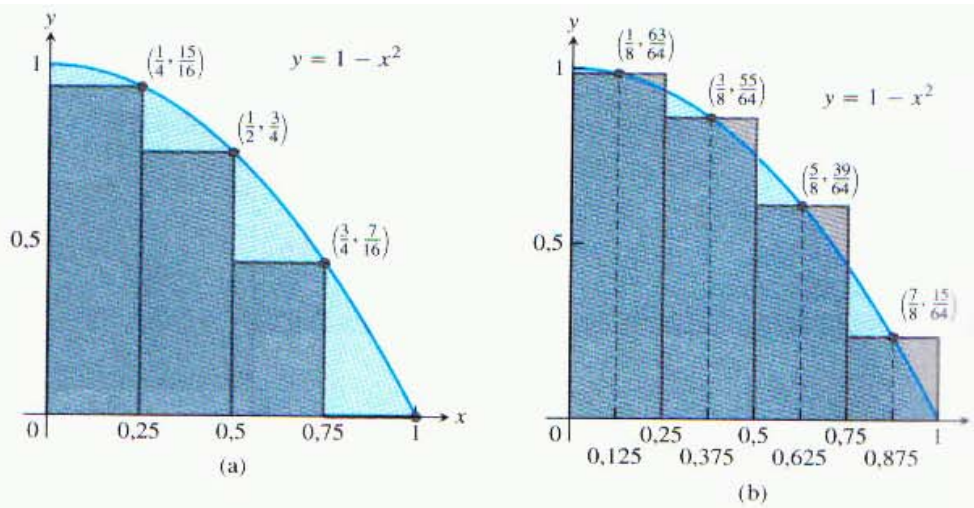 y
1
(1/4, 15/16)
y = 1 − x²
(1/2, 3/4)
0,5
(3/4, 7/16)
0 0,25 0,5 0,75 1 x
(a)
y
1
(1/8, 63/64)
(3/8, 55/64)
y = 1 − x²
(5/8, 39/64)
0,5
(7/8, 15/64)
0 0,25 0,5 0,75 1 x
0,125 0,375 0,625 0,875
(b)